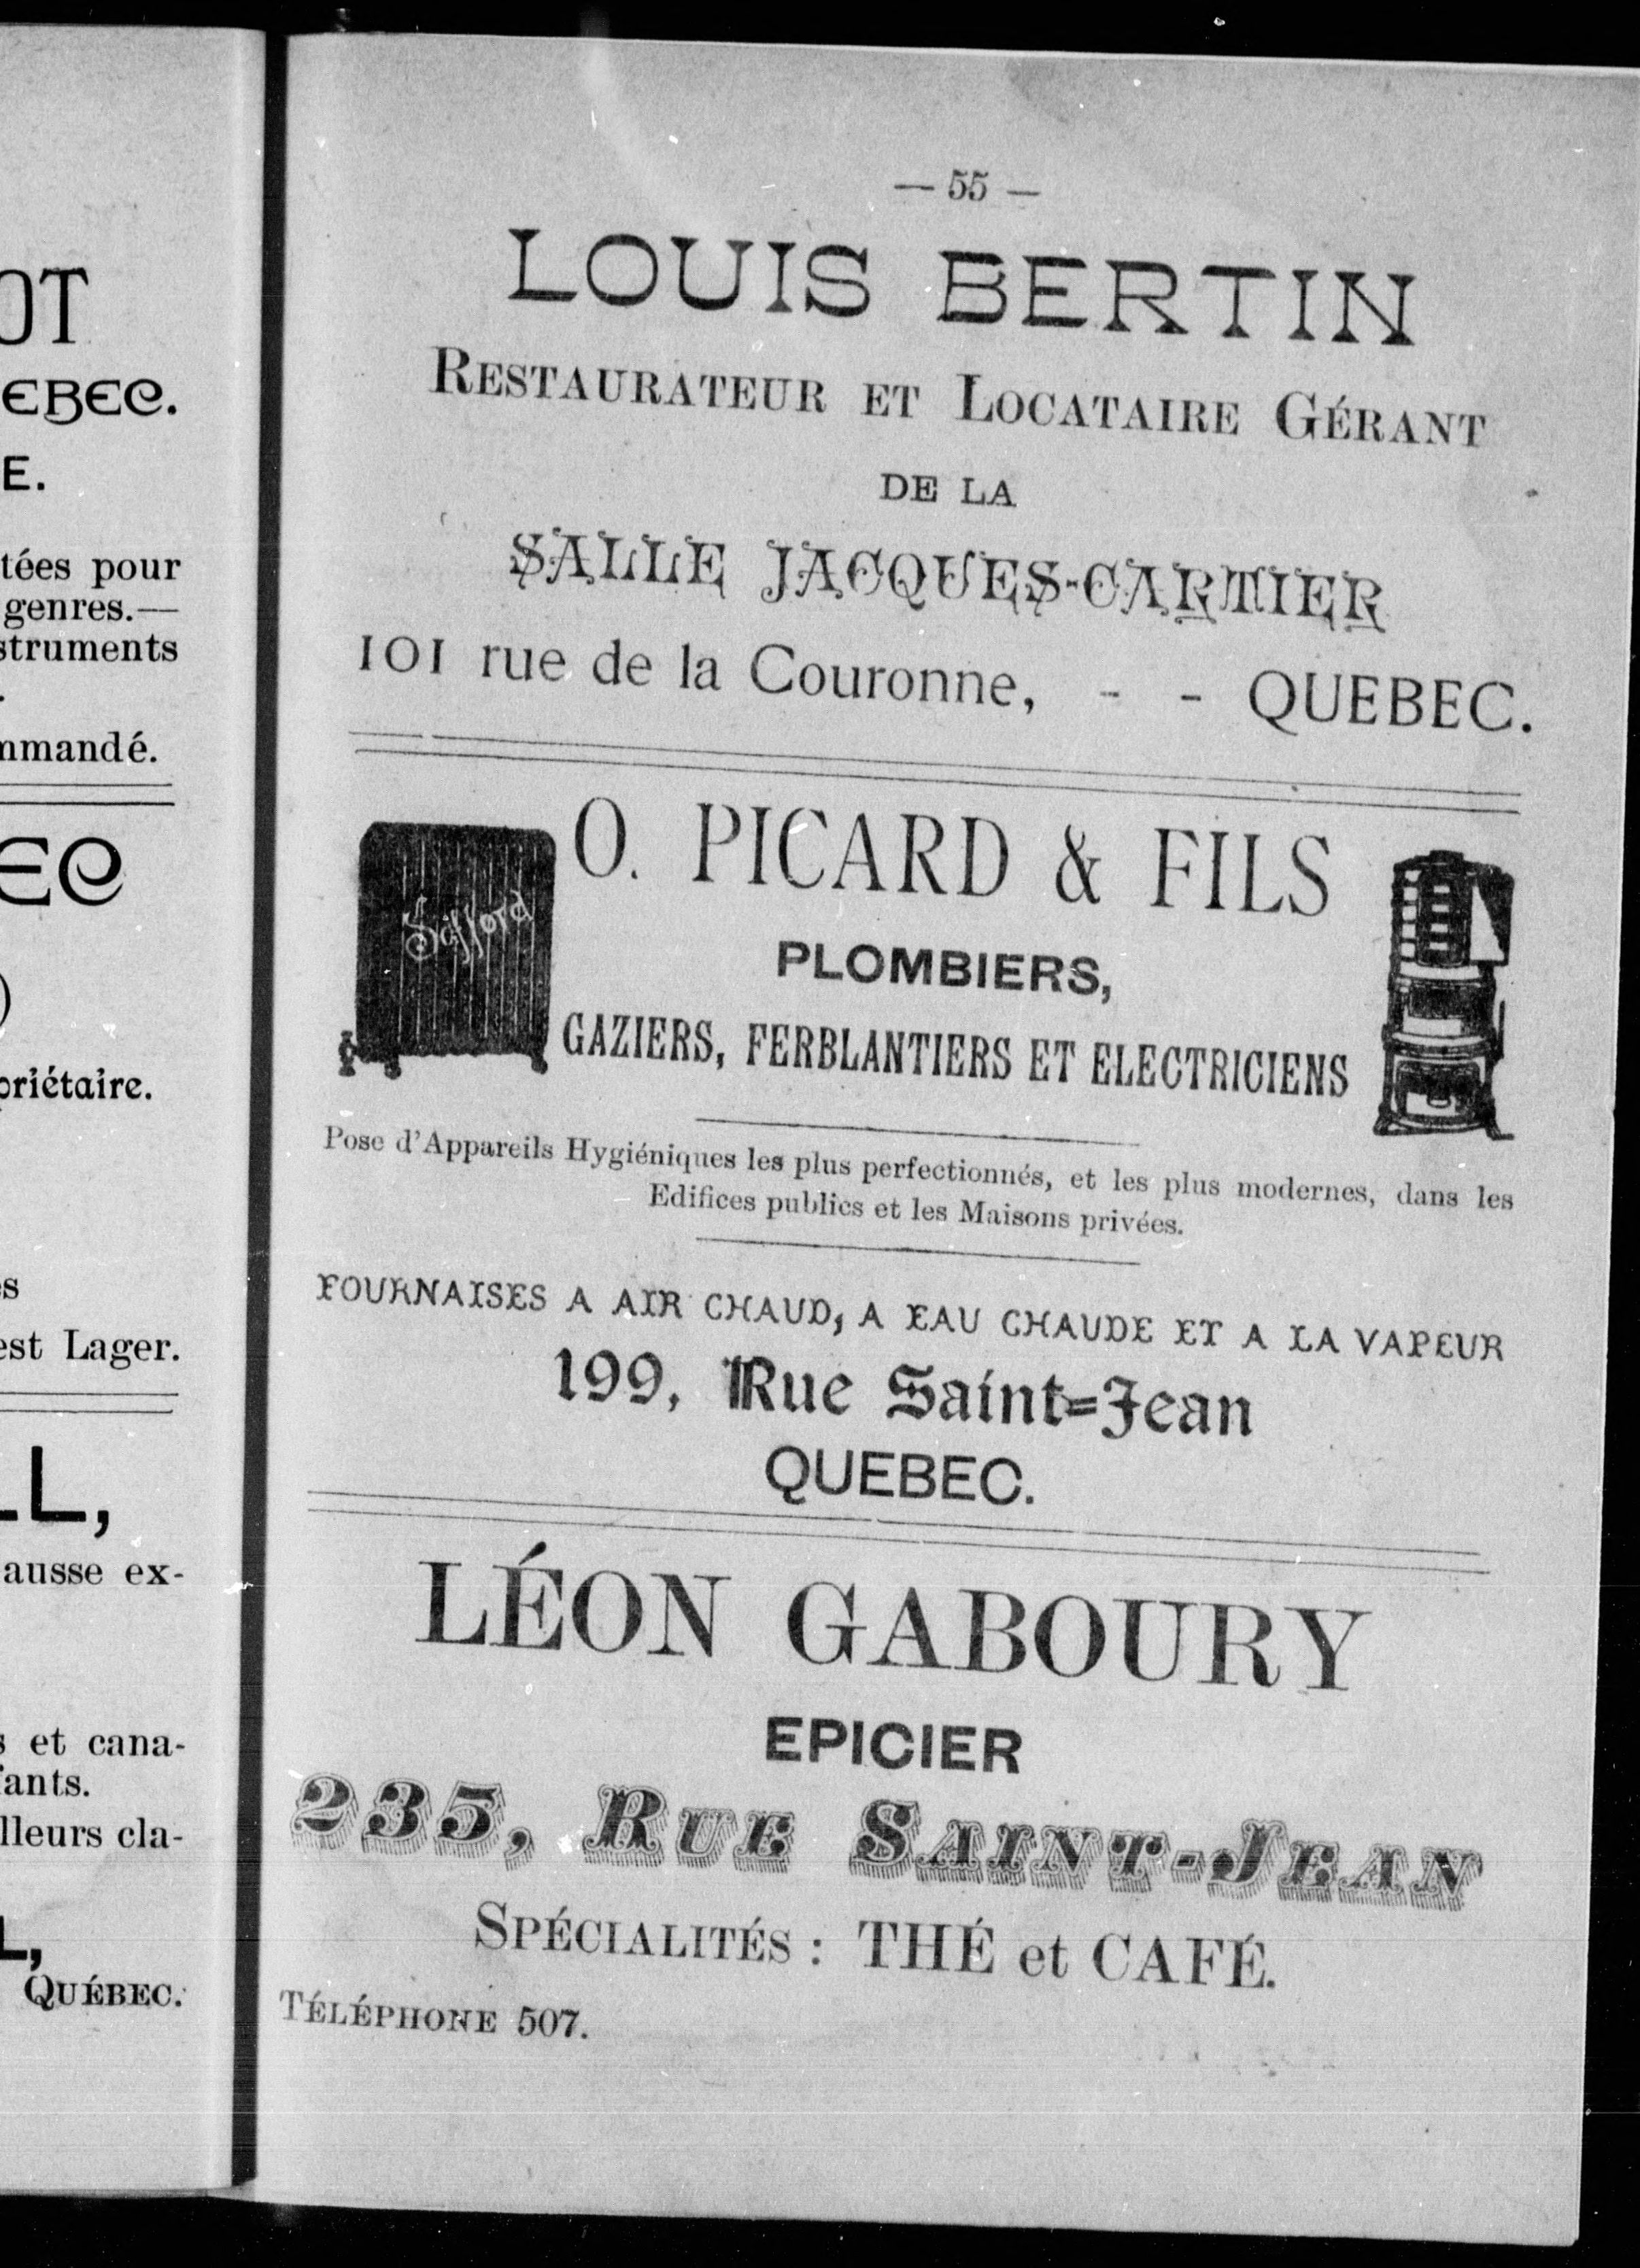 OT
EBEC.
E.
tées pour
genres.—
struments
mmandé.
EC
)
priétaire.
s
est Lager.
LL,
ausse ex-
s et cana-
fants.
lleurs cla-
L,
QUÉBEC.
— 55 —
LOUIS BERTIN
RESTAURATEUR ET LOCATAIRE GÉRANT
DE LA
SALLE JACQUES-CARTIER
101 rue de la Couronne, - - QUEBEC.
O. PICARD & FILS
Safford
PLOMBIERS,
GAZIERS, FERBLANTIERS ET ELECTRICIENS
Pose d'Appareils Hygiéniques les plus perfectionnés, et les plus modernes, dans les
Edifices publics et les Maisons privées.
FOURNAISES A AIR CHAUD, A EAU CHAUDE ET A LA VAPEUR
199, Rue Saint=Jean
QUEBEC.
LÉON GABOURY
EPICIER
235, RUE SAINT-JEAN
SPÉCIALITÉS : THÉ et CAFÉ.
TÉLÉPHONE 507.